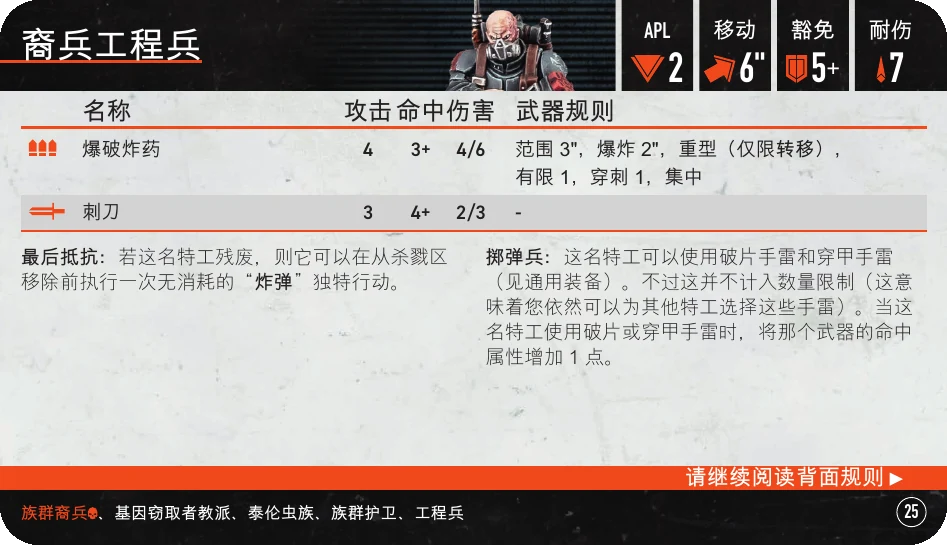 裔兵工程兵
APL 移动 豁免 耐伤
2 6" 5+ 7
名称 攻击 命中 伤害 武器规则
爆破炸药 4 3+ 4/6 范围 3"，爆炸 2"，重型（仅限转移），
有限 1，穿刺 1，集中
刺刀 3 4+ 2/3 -
最后抵抗：若这名特工残废，则它可以在从杀戮区
移除前执行一次无消耗的“炸弹”独特行动。
掷弹兵：这名特工可以使用破片手雷和穿甲手雷
（见通用装备）。不过这并不计入数量限制（这意
味着您依然可以为其他特工选择这些手雷）。当这
名特工使用破片或穿甲手雷时，将那个武器的命中
属性增加 1 点。
请继续阅读背面规则
族群裔兵、基因窃取者教派、泰伦虫族、族群护卫、工程兵
25